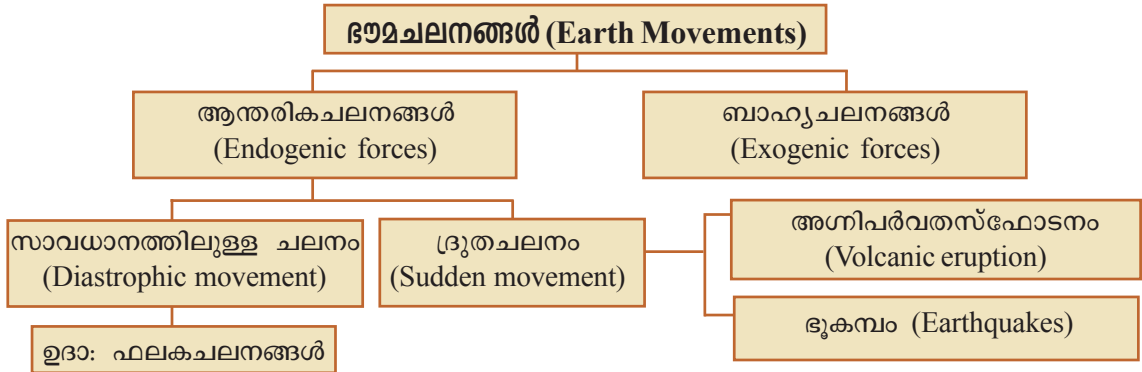 ഭൗമചലനങ്ങൾ (Earth Movements)
ആന്തരികചലനങ്ങൾ
(Endogenic forces)
ബാഹ്യചലനങ്ങൾ
(Exogenic forces)
സാവധാനത്തിലുള്ള ചലനം
(Diastrophic movement)
ഉദാ: ഫലകചലനങ്ങൾ
ദ്രുതചലനം
(Sudden movement)
അഗ്നിപർവതസ്ഫോടനം
(Volcanic eruption)
ഭൂകമ്പം (Earthquakes)